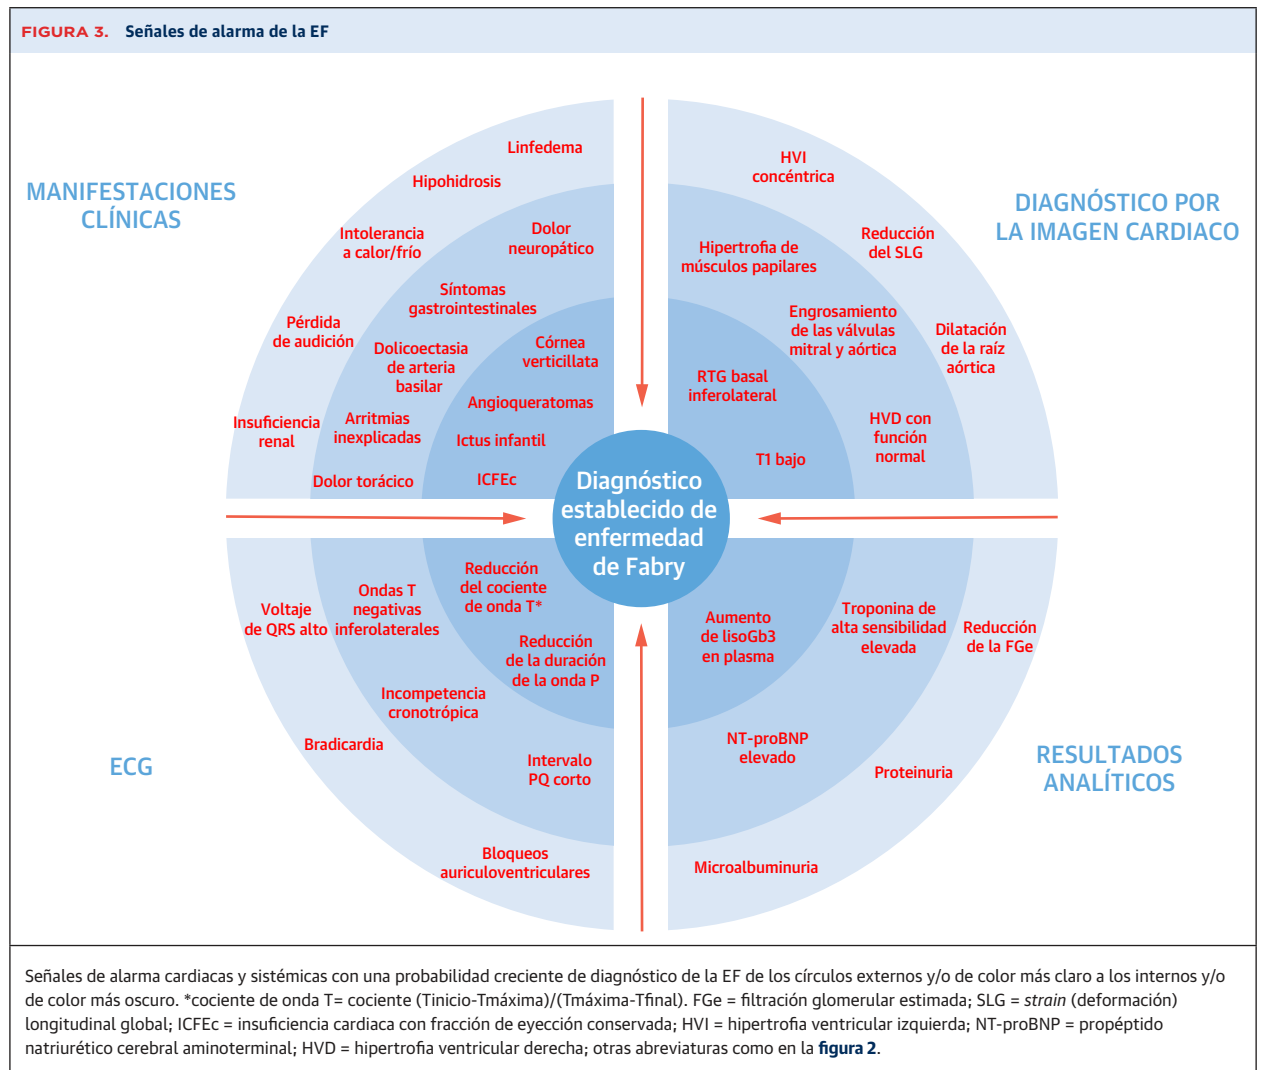 FIGURA 3. Señales de alarma de la EF
MANIFESTACIONES
CLÍNICAS
Linfedema
Hipohidrosis
Intolerancia
a calor/frío
Dolor
neuropático
Síntomas
gastrointestinales
Pérdida
de audición
Dolicoectasia
de arteria
basilar
Córnea
verticillata
Angioqueratomas
Insuficiencia
renal
Arritmias
inexplicadas
Ictus infantil
Dolor torácico
ICFEc
DIAGNÓSTICO POR
LA IMAGEN CARDIACO
HVI
concéntrica
Reducción
del SLG
Hipertrofia de
músculos papilares
Engrosamiento
de las válvulas
mitral y aórtica
Dilatación
de la raíz
aórtica
RTG basal
inferolateral
HVD con
función
normal
T1 bajo
Diagnóstico
establecido de
enfermedad
de Fabry
ECG
Reducción
del cociente
de onda T*
Ondas T
negativas
inferolaterales
Voltaje
de QRS alto
Reducción
de la duración
de la onda P
Incompetencia
cronotrópica
Bradicardia
Intervalo
PQ corto
Bloqueos
auriculoventriculares
RESULTADOS
ANALÍTICOS
Aumento
de lisoGb3
en plasma
Troponina de
alta sensibilidad
elevada
Reducción
de la FGe
NT-proBNP
elevado
Proteinuria
Microalbuminuria
Señales de alarma cardiacas y sistémicas con una probabilidad creciente de diagnóstico de la EF de los círculos externos y/o de color más claro a los internos y/o
de color más oscuro. *cociente de onda T= cociente (Tinicio-Tmáxima)/(Tmáxima-Tfinal). FGe = filtración glomerular estimada; SLG = strain (deformación)
longitudinal global; ICFEc = insuficiencia cardiaca con fracción de eyección conservada; HVI = hipertrofia ventricular izquierda; NT-proBNP = propéptido
natriurético cerebral aminoterminal; HVD = hipertrofia ventricular derecha; otras abreviaturas como en la figura 2.